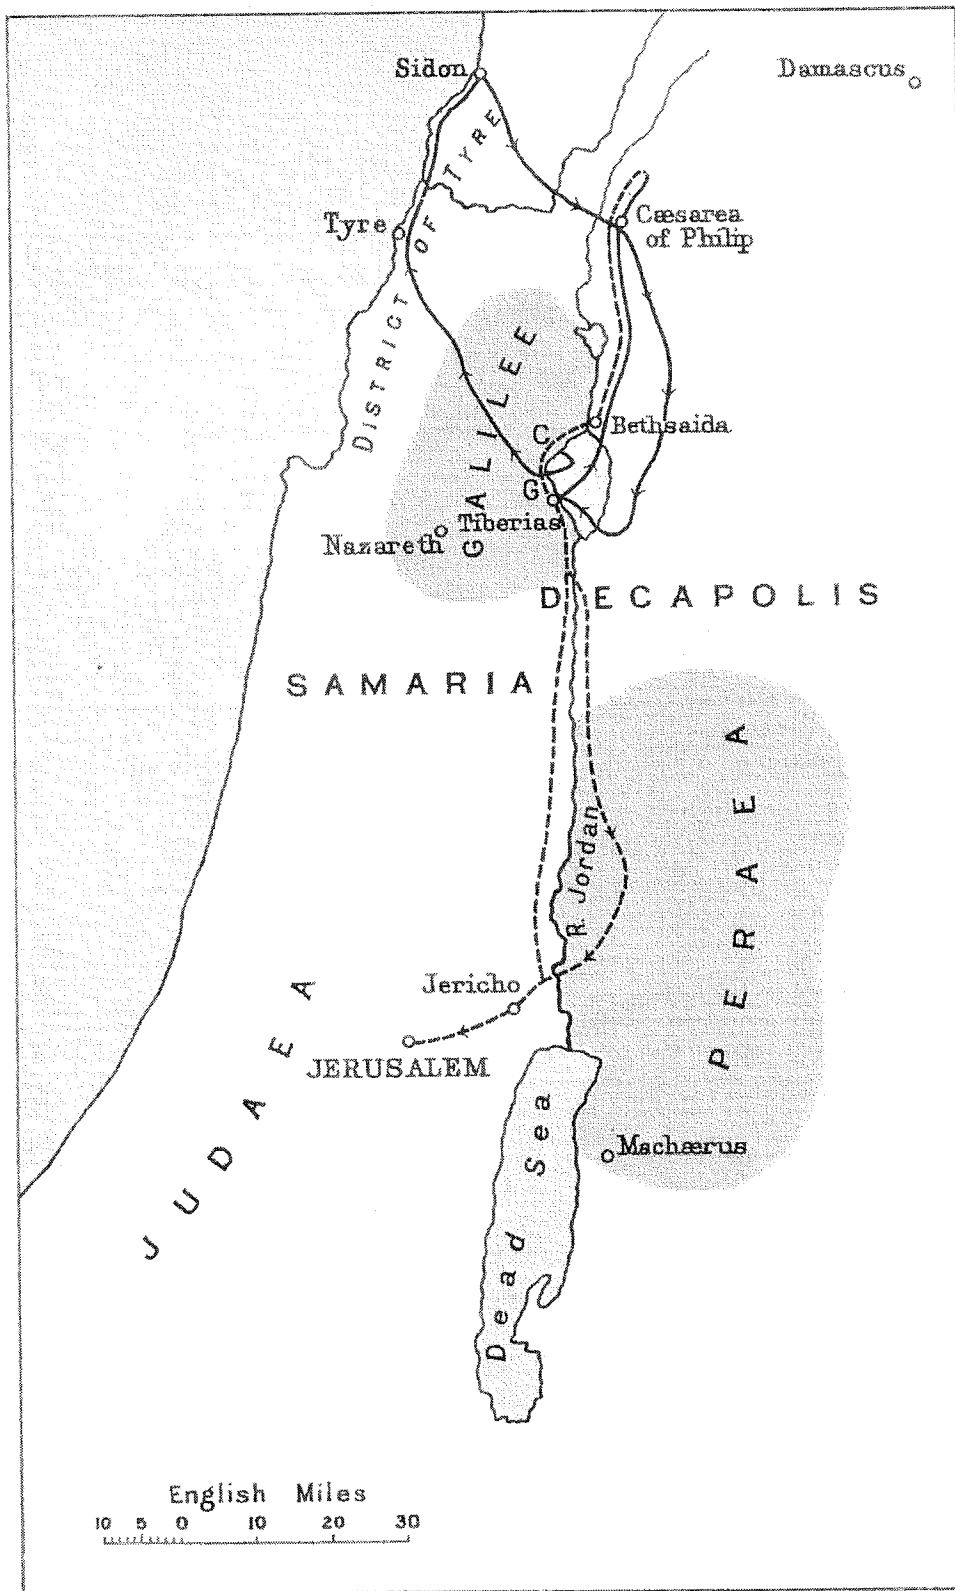 Sidon
Damascus
DISTRICT OF TYRE
Tyre
Cæsarea
of Philip
GALILEE
C
Bethsaida
G
Tiberias
Nazareth
DECAPOLIS
SAMARIA
PERAEA
R. Jordan
Jericho
JERUSALEM
JUDAEA
Dead Sea
Machærus
English Miles
10 5 0 10 20 30